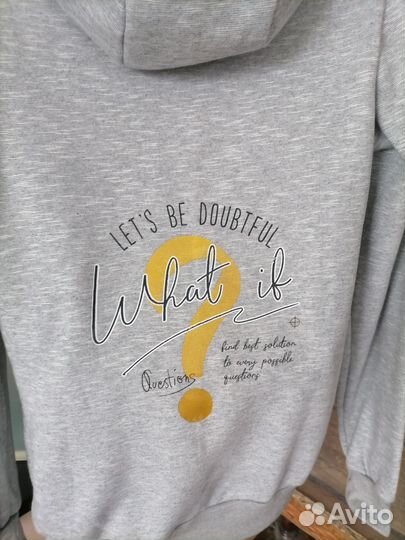 LET'S BE DOUBTFUL
What if
?
find best solution
to every possible
questions
Questions
Avito